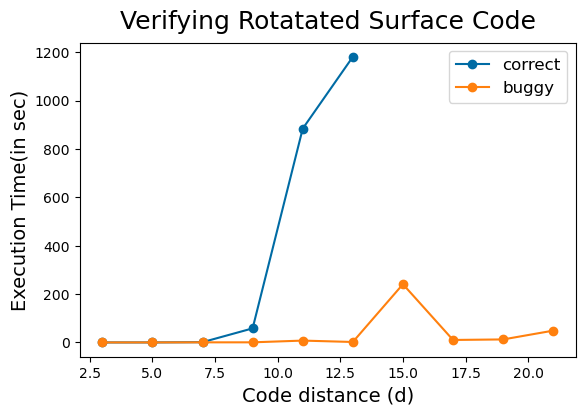 Verifying Rotatated Surface Code
Execution Time(in sec)
1200
1000
800
600
400
200
0
correct
buggy
2.5 5.0 7.5 10.0 12.5 15.0 17.5 20.0
Code distance (d)